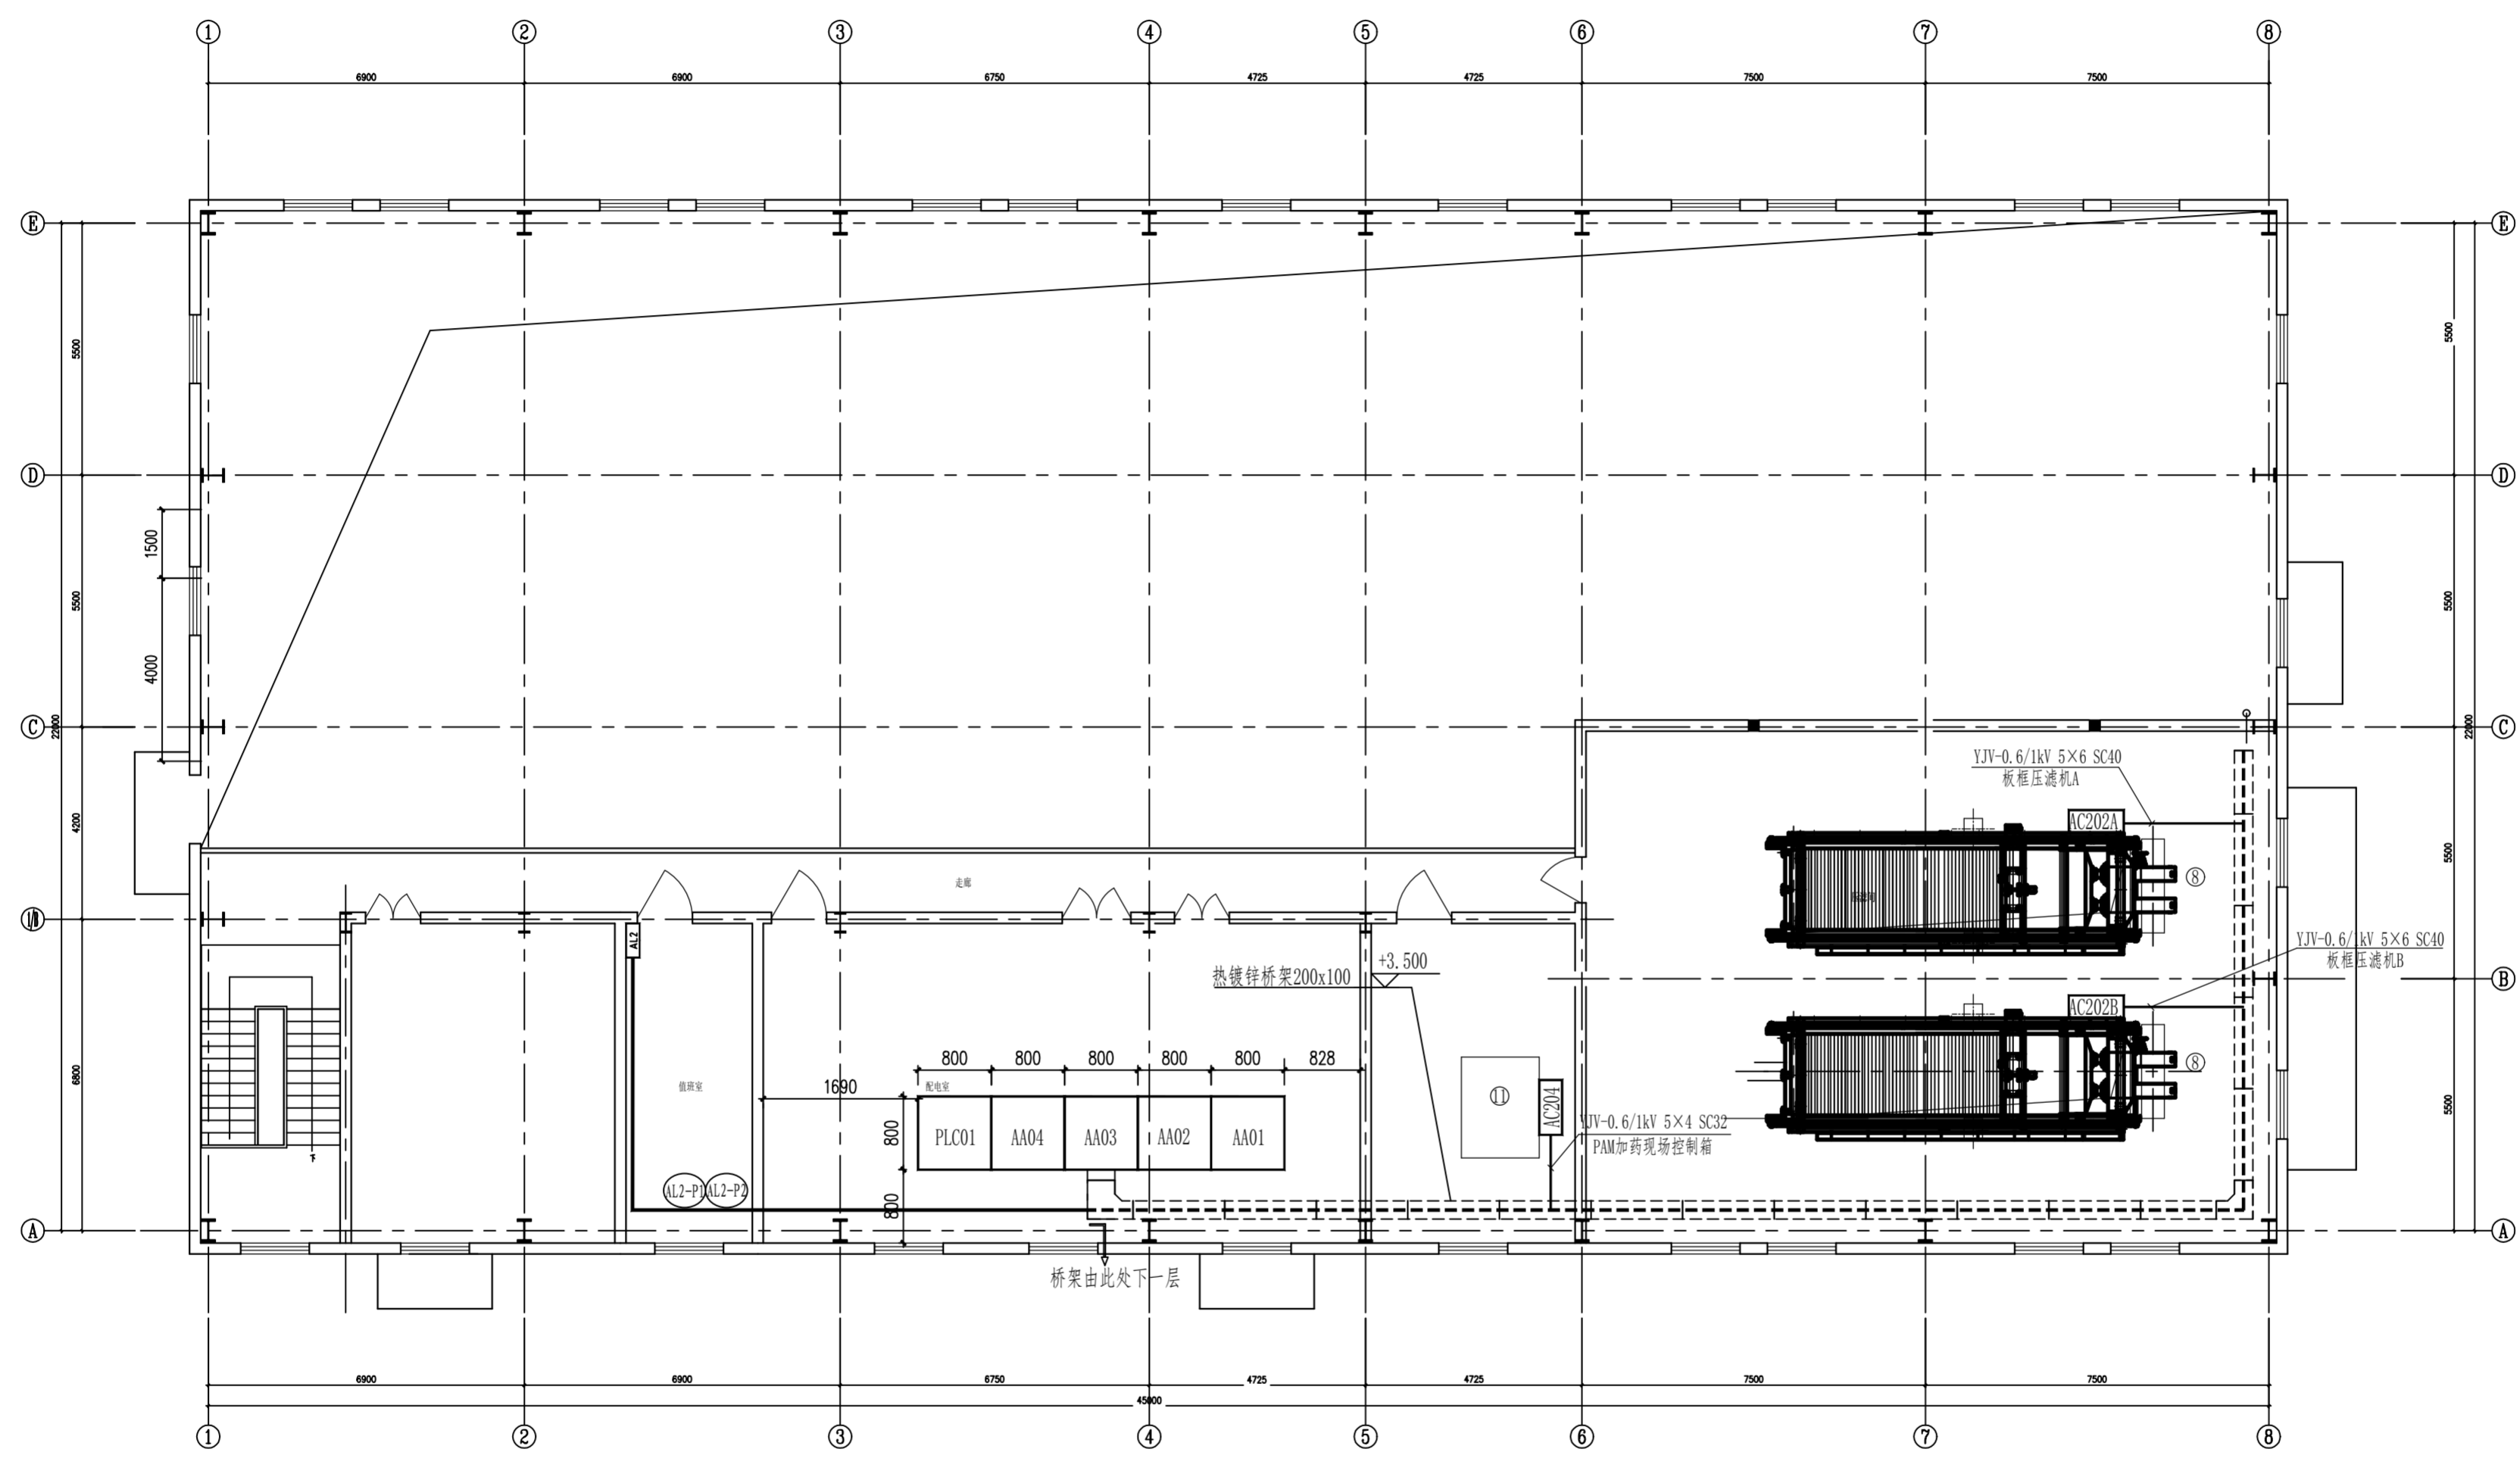 1 2 3 4 5 6 7 8
6900 6900 6750 4725 4725 7500 7500
E E
5500 5500
D D
1500
5500 5500
4000
C C
22000 22000
YJV-0.6/1kV 5×6 SC40
板框压滤机A
4200
AC202A
5500
走廊
⑧
AL2
YJV-0.6/1kV 5×6 SC40
板框压滤机B
+3.500
热镀锌桥架200x100
B
AC202B
800 800 800 800 800 828
6800
值班室
1690
配电室
⑪
AC204
⑧
5500
YJV-0.6/1kV 5×4 SC32
PAM加药现场控制箱
800
PLC01 AA04 AA03 AA02 AA01
下
AL2-P1 AL2-P2
800
A A
桥架由此处下一层
6900 6900 6750 4725 4725 7500 7500
45000
1 2 3 4 5 6 7 8